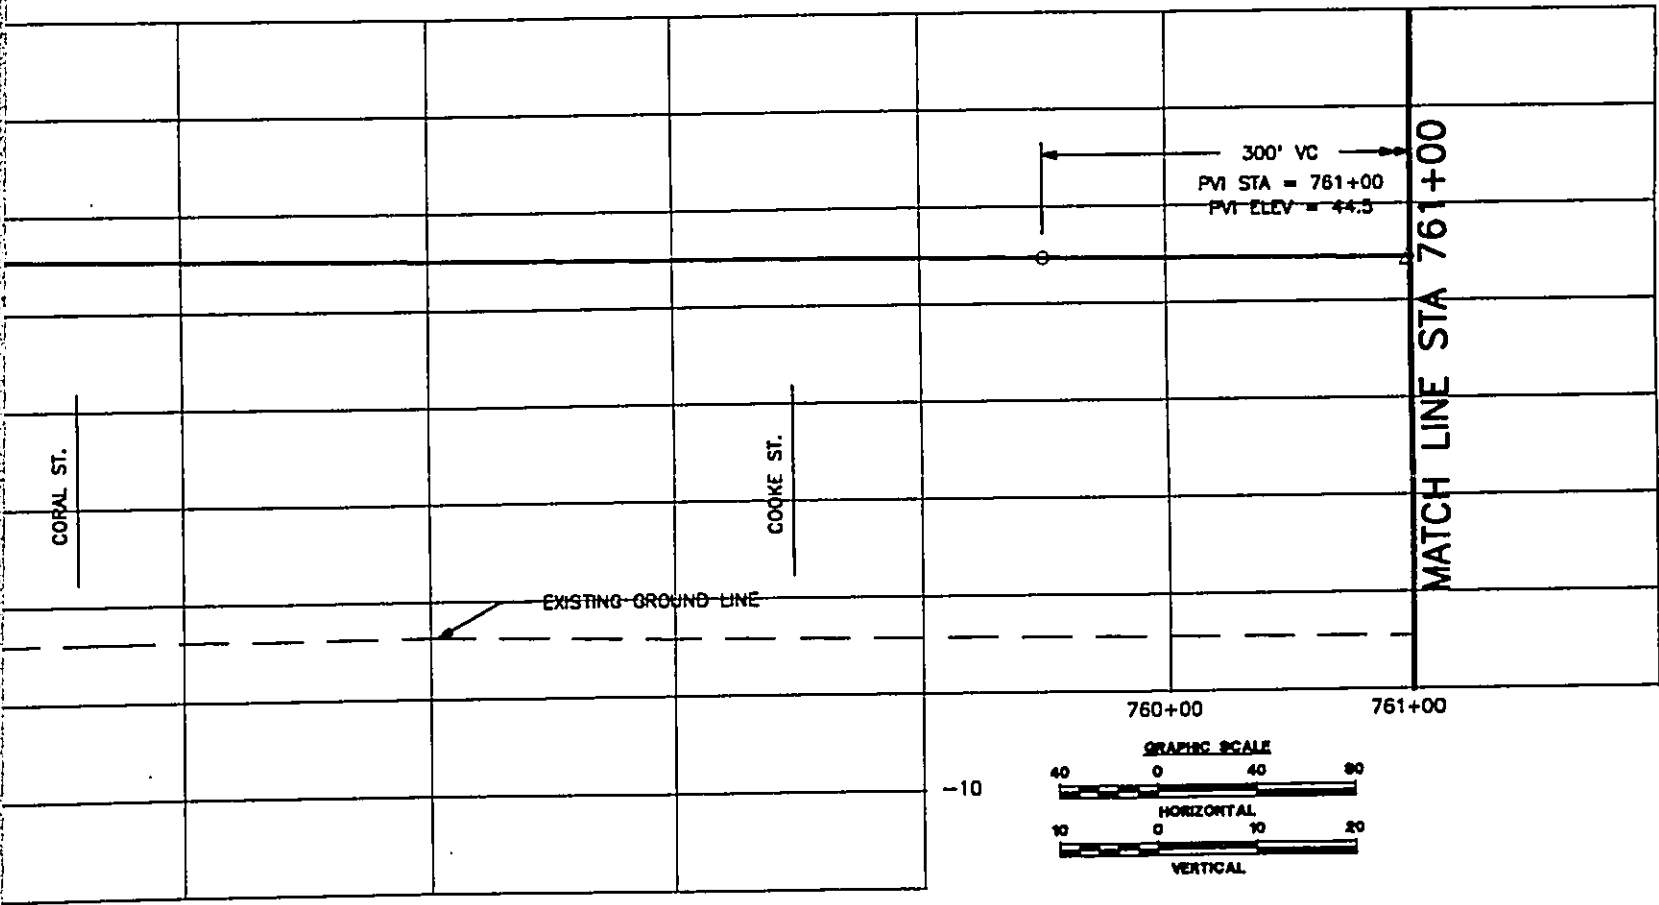 300' VC
PVI STA = 761+00
PVI ELEV = 44.5
MATCH LINE STA 761+00
CORAL ST.
COOKE ST.
EXISTING GROUND LINE
760+00
761+00
-10
GRAPHIC SCALE
40 0 40 80
HORIZONTAL
10 0 10 20
VERTICAL